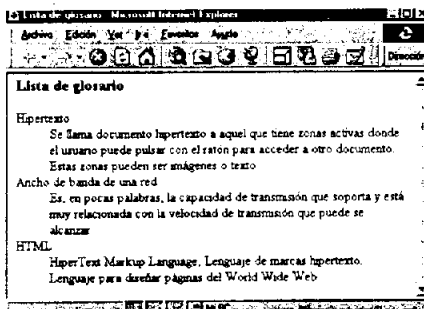 Lista de glosario - Microsoft Internet Explorer
Archivo Edición Ver Ir a Favoritos Ayuda
Dirección
Lista de glosario
Hipertexto
Se llama documento hipertexto a aquel que tiene zonas activas donde
el usuario puede pulsar con el ratón para acceder a otro documento.
Estas zonas pueden ser imágenes o texto
Ancho de banda de una red
Es, en pocas palabras, la capacidad de transmisión que soporta y está
muy relacionada con la velocidad de transmisión que puede se
alcanzar
HTML
HiperText Markup Language, Lenguaje de marcas hipertexto.
Lenguaje para diseñar páginas del World Wide Web